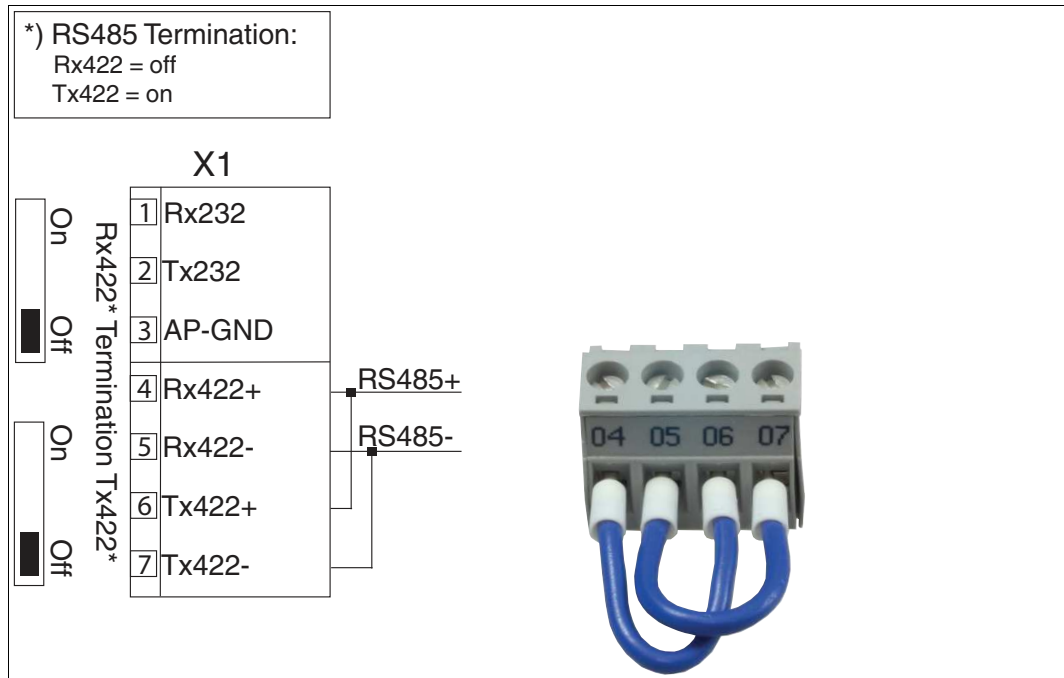 *) RS485 Termination:
Rx422 = off
Tx422 = on
X1
On
Off
On
Off
Rx422* Termination Tx422*
1 Rx232
2 Tx232
3 AP-GND
4 Rx422+
5 Rx422-
6 Tx422+
7 Tx422-
RS485+
RS485-
04 05 06 07